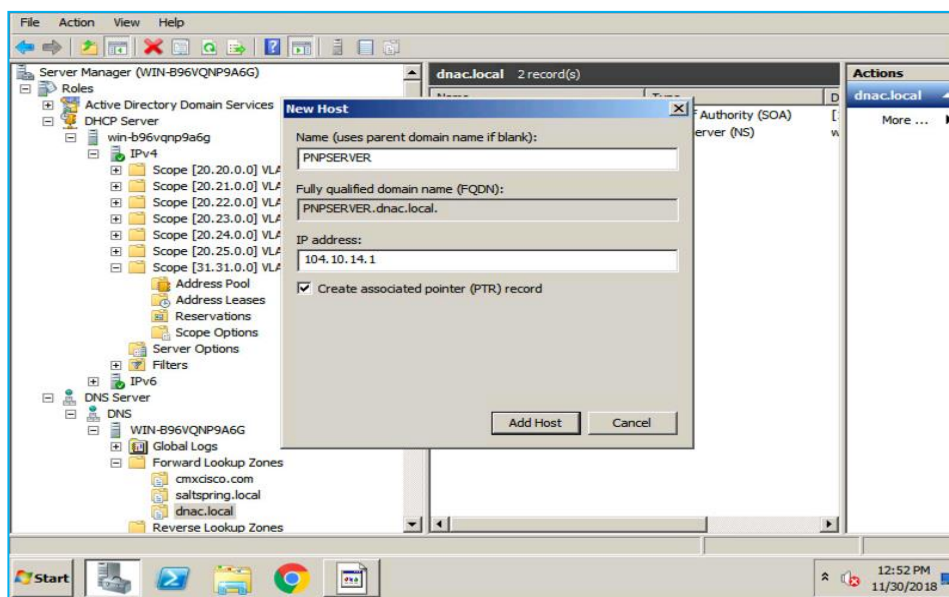 File Action View Help
Server Manager (WIN-B96VQNP9A6G)
Roles
Active Directory Domain Services
DHCP Server
win-b96vqnp9a6g
IPv4
Scope [20.20.0.0] VLA
Scope [20.21.0.0] VLA
Scope [20.22.0.0] VLA
Scope [20.23.0.0] VLA
Scope [20.24.0.0] VLA
Scope [20.25.0.0] VLA
Scope [31.31.0.0] VLA
Address Pool
Address Leases
Reservations
Scope Options
Server Options
Filters
IPv6
DNS Server
DNS
WIN-B96VQNP9A6G
Global Logs
Forward Lookup Zones
cmxcisco.com
saltspring.local
dnac.local
Reverse Lookup Zones
dnac.local 2 record(s)
Authority (SOA)
erver (NS)
New Host
Name (uses parent domain name if blank):
PNPSERVER
Fully qualified domain name (FQDN):
PNPSERVER.dnac.local.
IP address:
104.10.14.1
Create associated pointer (PTR) record
Add Host Cancel
Actions
dnac.local
More ...
Start
12:52 PM
11/30/2018